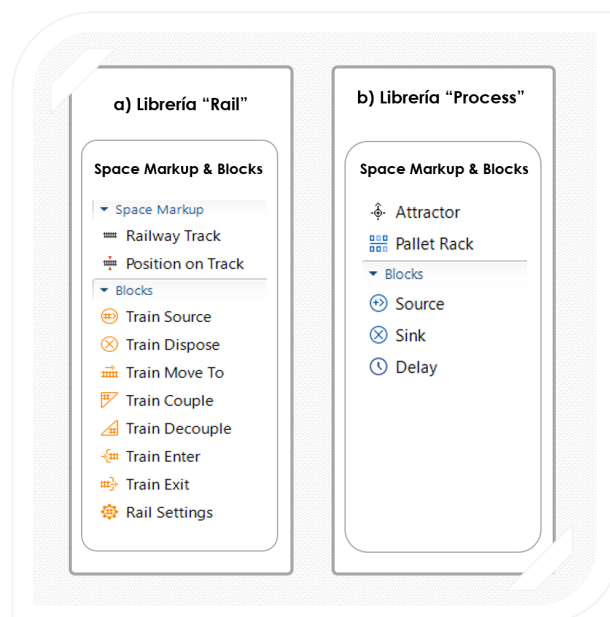 a) Librería “Rail”
Space Markup & Blocks
Space Markup
Railway Track
Position on Track
Blocks
Train Source
Train Dispose
Train Move To
Train Couple
Train Decouple
Train Enter
Train Exit
Rail Settings
b) Librería “Process”
Space Markup & Blocks
Attractor
Pallet Rack
Blocks
Source
Sink
Delay